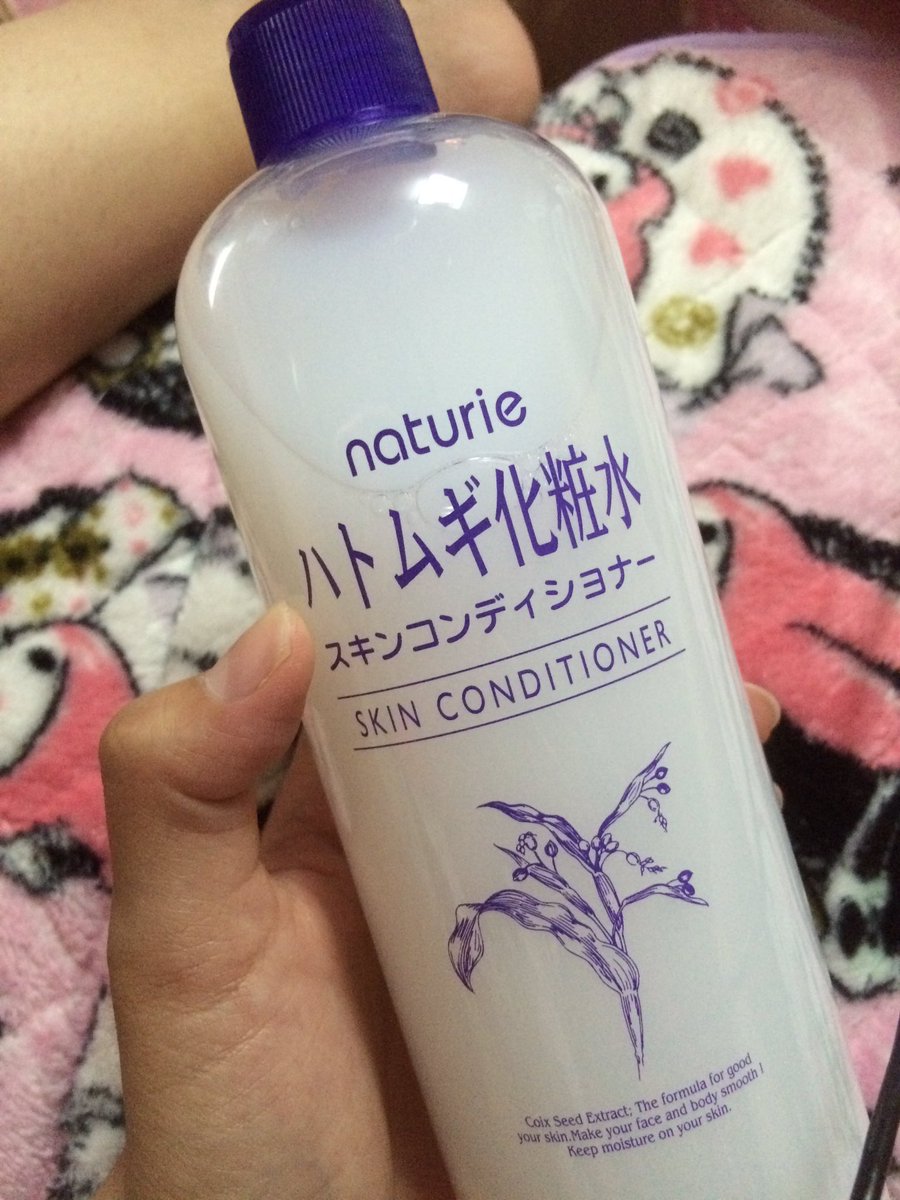 naturie
ハトムギ化粧水
スキンコンディショナー
SKIN CONDITIONER
Coix Seed Extract; The formula for good
your skin.Make your face and body smooth !
Keep moisture on your skin.